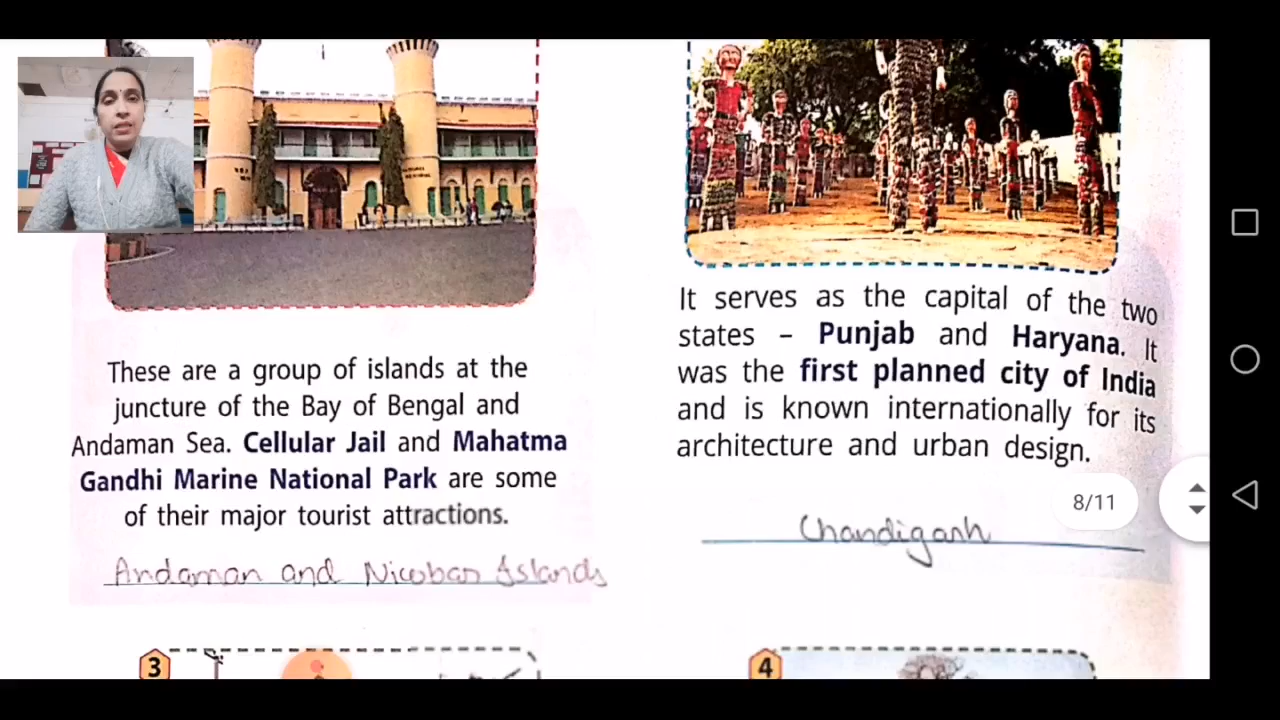 These are a group of islands at the
juncture of the Bay of Bengal and
Andaman Sea. Cellular Jail and Mahatma
Gandhi Marine National Park are some
of their major tourist attractions.
Andaman and Nicobar Islands
It serves as the capital of the two
states – Punjab and Haryana. It
was the first planned city of India
and is known internationally for its
architecture and urban design.
Chandigarh
8/11
3
4